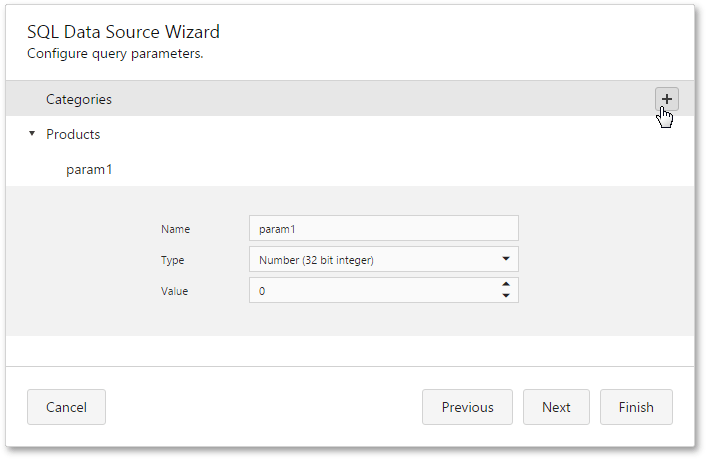 SQL Data Source Wizard
Configure query parameters.
Categories
Products
param1
Name param1
Type Number (32 bit integer)
Value 0
Cancel Previous Next Finish